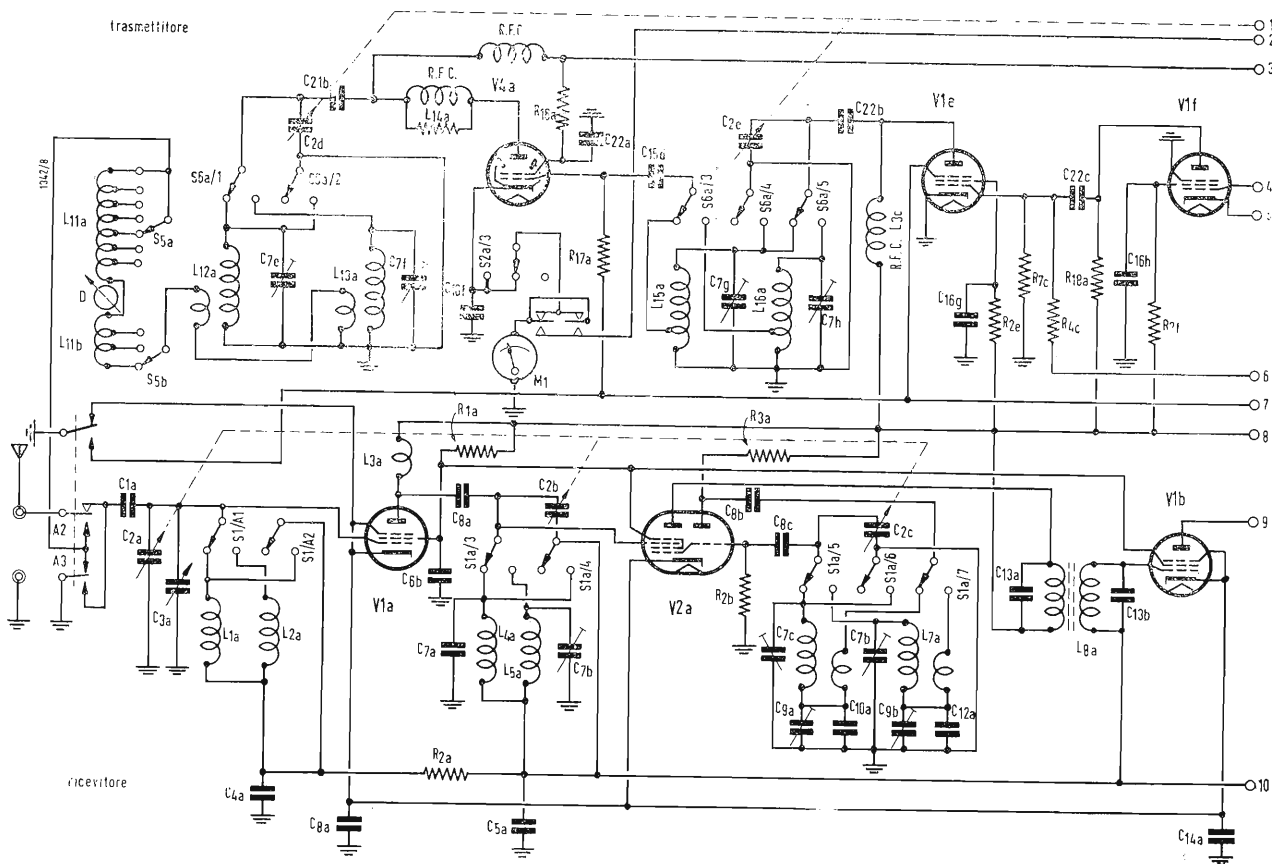 trasmettitore
R.F.C
R.F.C.
L14a
V4a
C21b
C2d
R16a
C22a
1
2
3
1342/8
S6a/1
S6a/2
C15d
S6a/3
C2e
S6a/4
S6a/5
C22b
V1e
V1f
L11a
S5a
D
L11b
S5b
L12a
C7e
L13a
C7f
C10f
S2a/3
R17a
M1
L15a
C7g
L16a
C7h
R.F.C. L3c
C16g
R2e
R7c
R4c
C22c
R18a
C16h
R2f
4
5
6
7
8
R1a
R3a
L3a
C1a
A2
A3
C2a
C3a
S1/A1
S1/A2
L1a
L2a
V1a
C8a
C6b
C2b
S1a/3
S1a/4
C7a
L4a
L5a
C7b
V2a
C8b
C8c
R2b
C2c
S1a/5
S1a/6
S1a/7
C7c
C7b
L7a
C9a
C10a
C9b
C12a
C13a
L8a
C13b
V1b
9
10
R2a
ricevitore
C4a
C8a
C5a
C14a